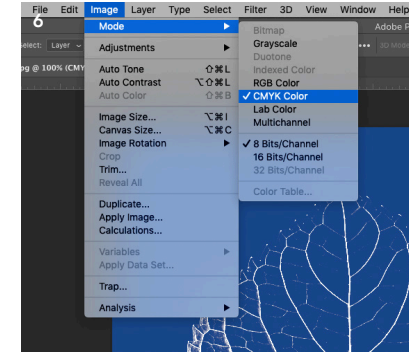 File Edit Image Layer Type Select Filter 3D View Window Help
6
Adobe P
elect: Layer ••• 3D Mode
pg @ 100% (CMY
Mode
Adjustments
Auto Tone ⇧⌘L
Auto Contrast ⌥⇧⌘L
Auto Color ⇧⌘B
Image Size... ⌥⌘I
Canvas Size... ⌥⌘C
Image Rotation
Crop
Trim...
Reveal All
Duplicate...
Apply Image...
Calculations...
Variables
Apply Data Set...
Trap...
Analysis
Bitmap
Grayscale
Duotone
Indexed Color
RGB Color
✓ CMYK Color
Lab Color
Multichannel
✓ 8 Bits/Channel
16 Bits/Channel
32 Bits/Channel
Color Table...